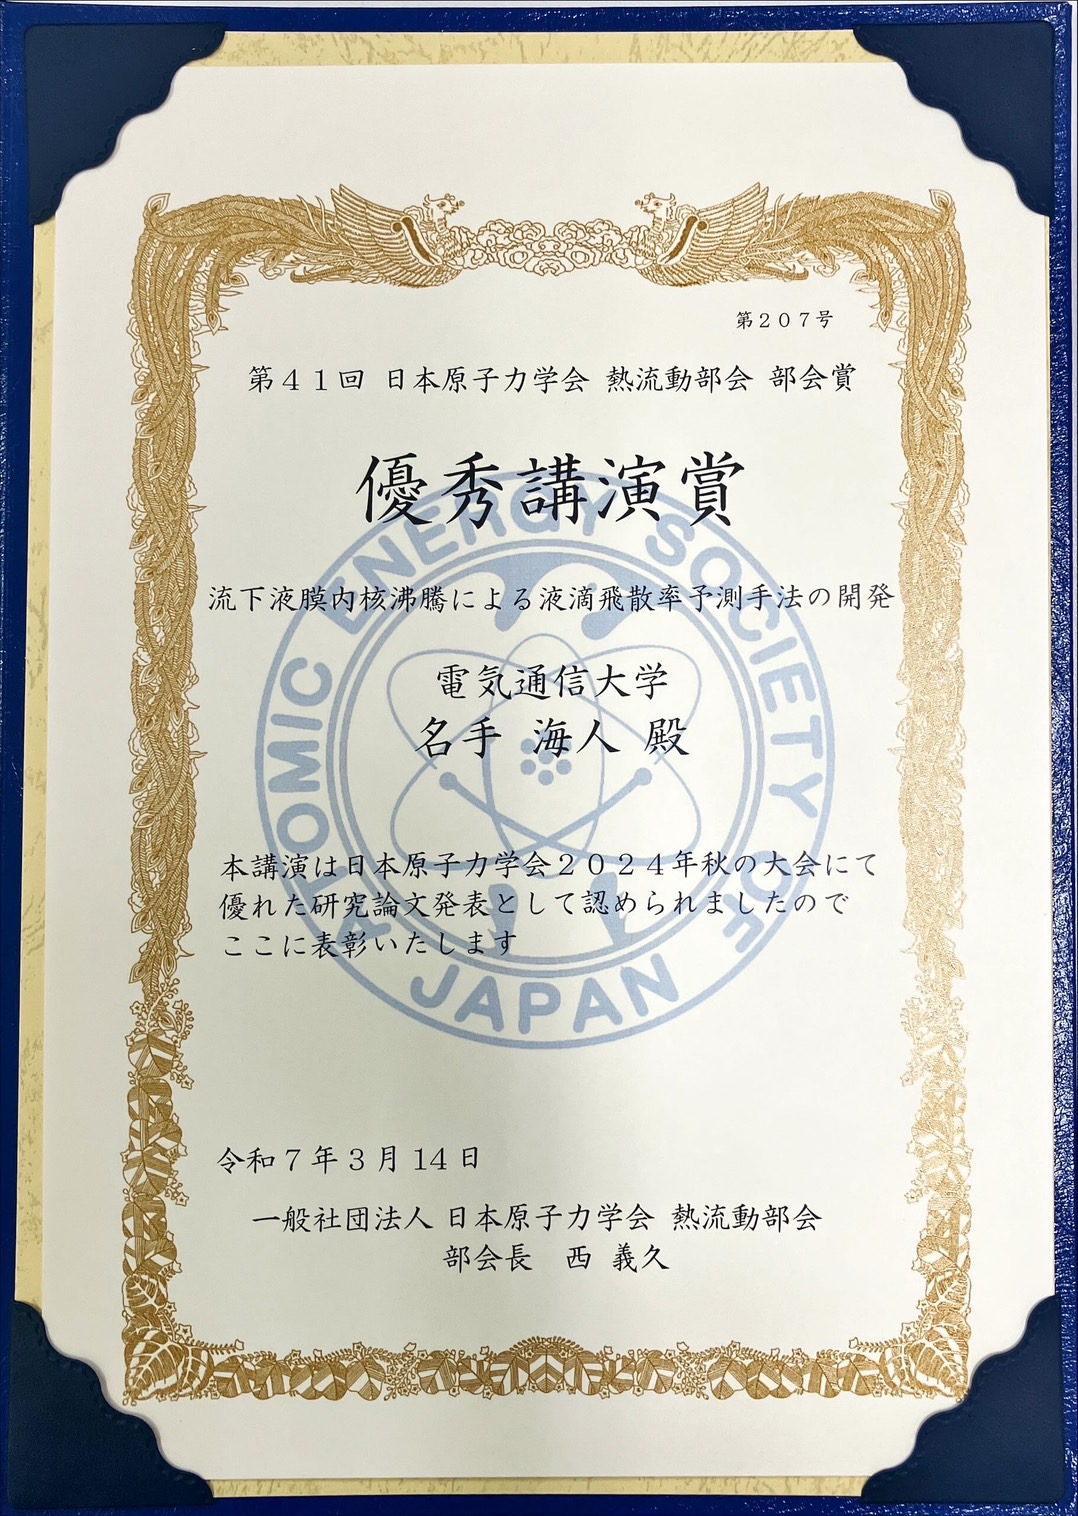 第２０７号
第４１回 日本原子力学会 熱流動部会 部会賞
優秀講演賞
流下液膜内核沸騰による液滴飛散率予測手法の開発
電気通信大学
名手 海人 殿
本講演は日本原子力学会２０２４年秋の大会にて
優れた研究論文発表として認められましたので
ここに表彰いたします
令和７年３月14日
一般社団法人 日本原子力学会 熱流動部会
部会長　西 義久
ATOMIC ENERGY SOCIETY OF JAPAN